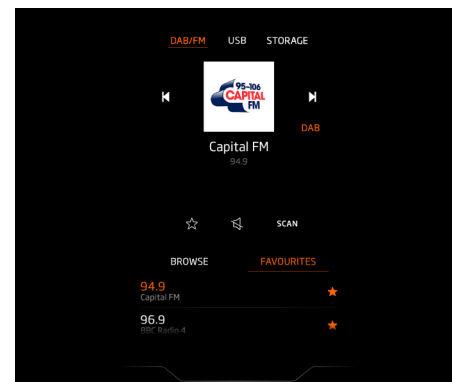 DAB/FM USB STORAGE
95-106
CAPITAL
FM
DAB
Capital FM
94.9
SCAN
BROWSE FAVOURITES
94.9
Capital FM
96.9
BBC Radio 4